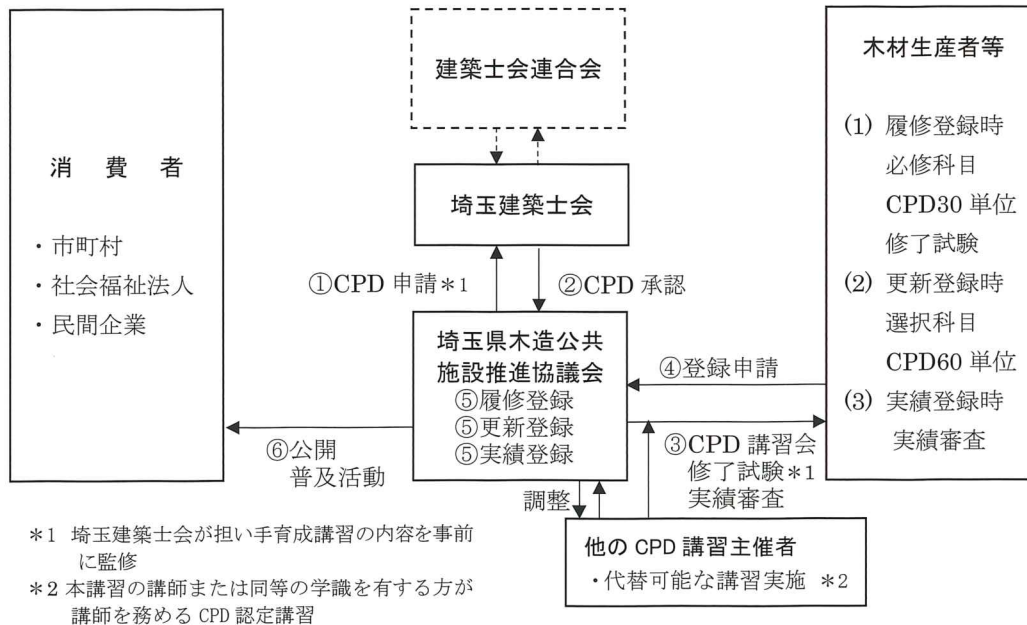 消　費　者
・市町村
・社会福祉法人
・民間企業
建築士会連合会
埼玉建築士会
①CPD 申請＊1
②CPD 承認
埼玉県木造公共
施設推進協議会
⑤履修登録
⑤更新登録
⑤実績登録
⑥公開
普及活動
④登録申請
③CPD 講習会
修了試験＊1
実績審査
調整
他の CPD 講習主催者
・代替可能な講習実施　＊2
木材生産者等
(1) 履修登録時
必修科目
CPD30 単位
修了試験
(2) 更新登録時
選択科目
CPD60 単位
(3) 実績登録時
実績審査
＊1　埼玉建築士会が担い手育成講習の内容を事前
に監修
＊2 本講習の講師または同等の学識を有する方が
講師を務める CPD 認定講習